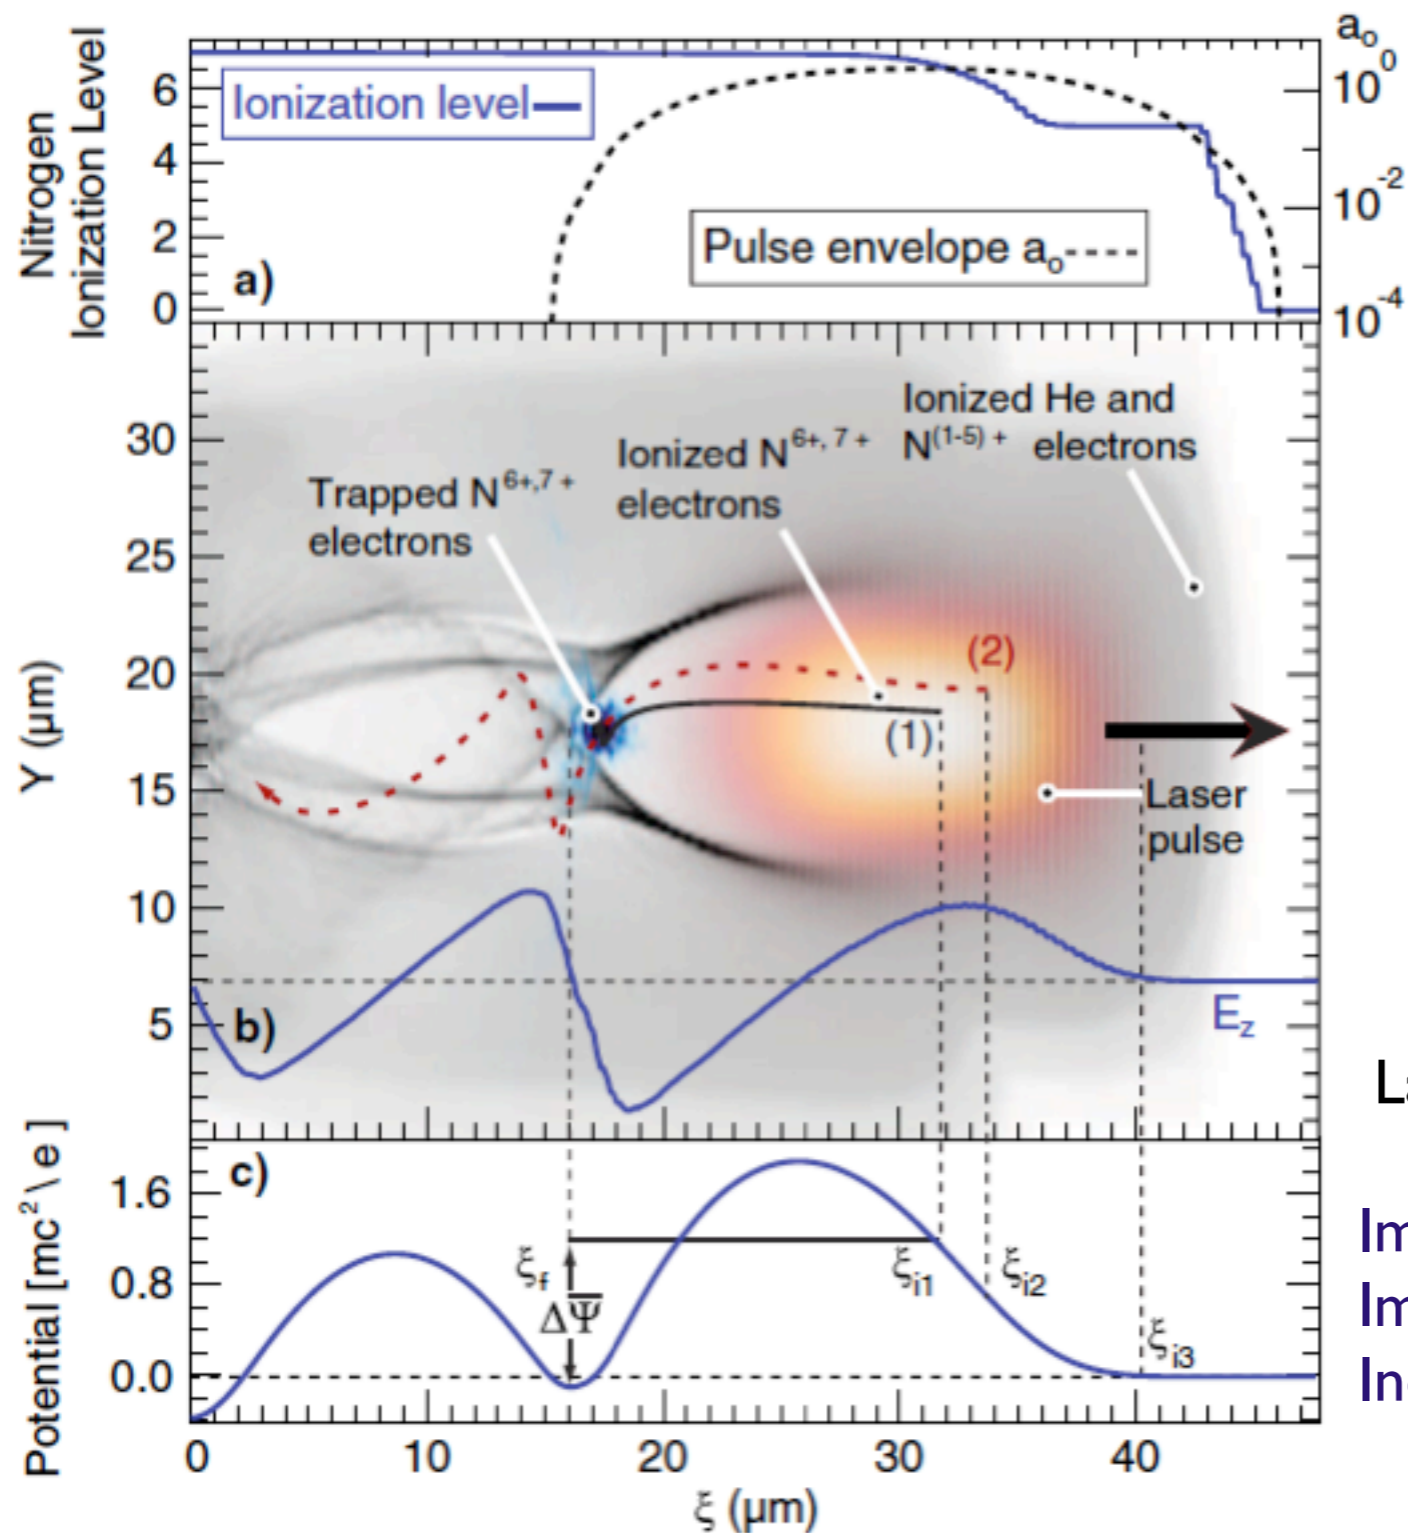 Nitrogen
Ionization Level
6
4
2
0
Ionization level
a)
Pulse envelope a₀
a₀
10⁰
10⁻²
10⁻⁴
Y (μm)
30
25
20
15
10
5
Trapped N⁶⁺,⁷⁺
electrons
Ionized N⁶⁺, ⁷⁺
electrons
Ionized He and
N⁽¹⁻⁵⁾⁺ electrons
(2)
(1)
Laser
pulse
b)
E_z
Potential [mc² \ e ]
1.6
0.8
0.0
c)
ξ_f
ΔΨ̅
ξ_i1
ξ_i2
ξ_i3
0
10
20
30
40
ξ (μm)